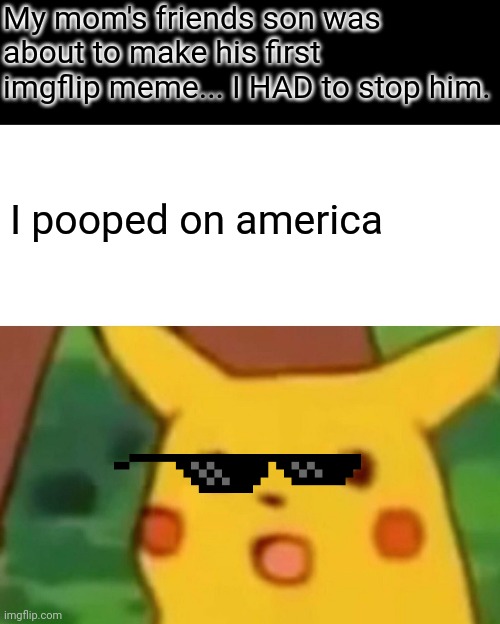 My mom's friends son was
about to make his first
imgflip meme... I HAD to stop him.
I pooped on america
imgflip.com